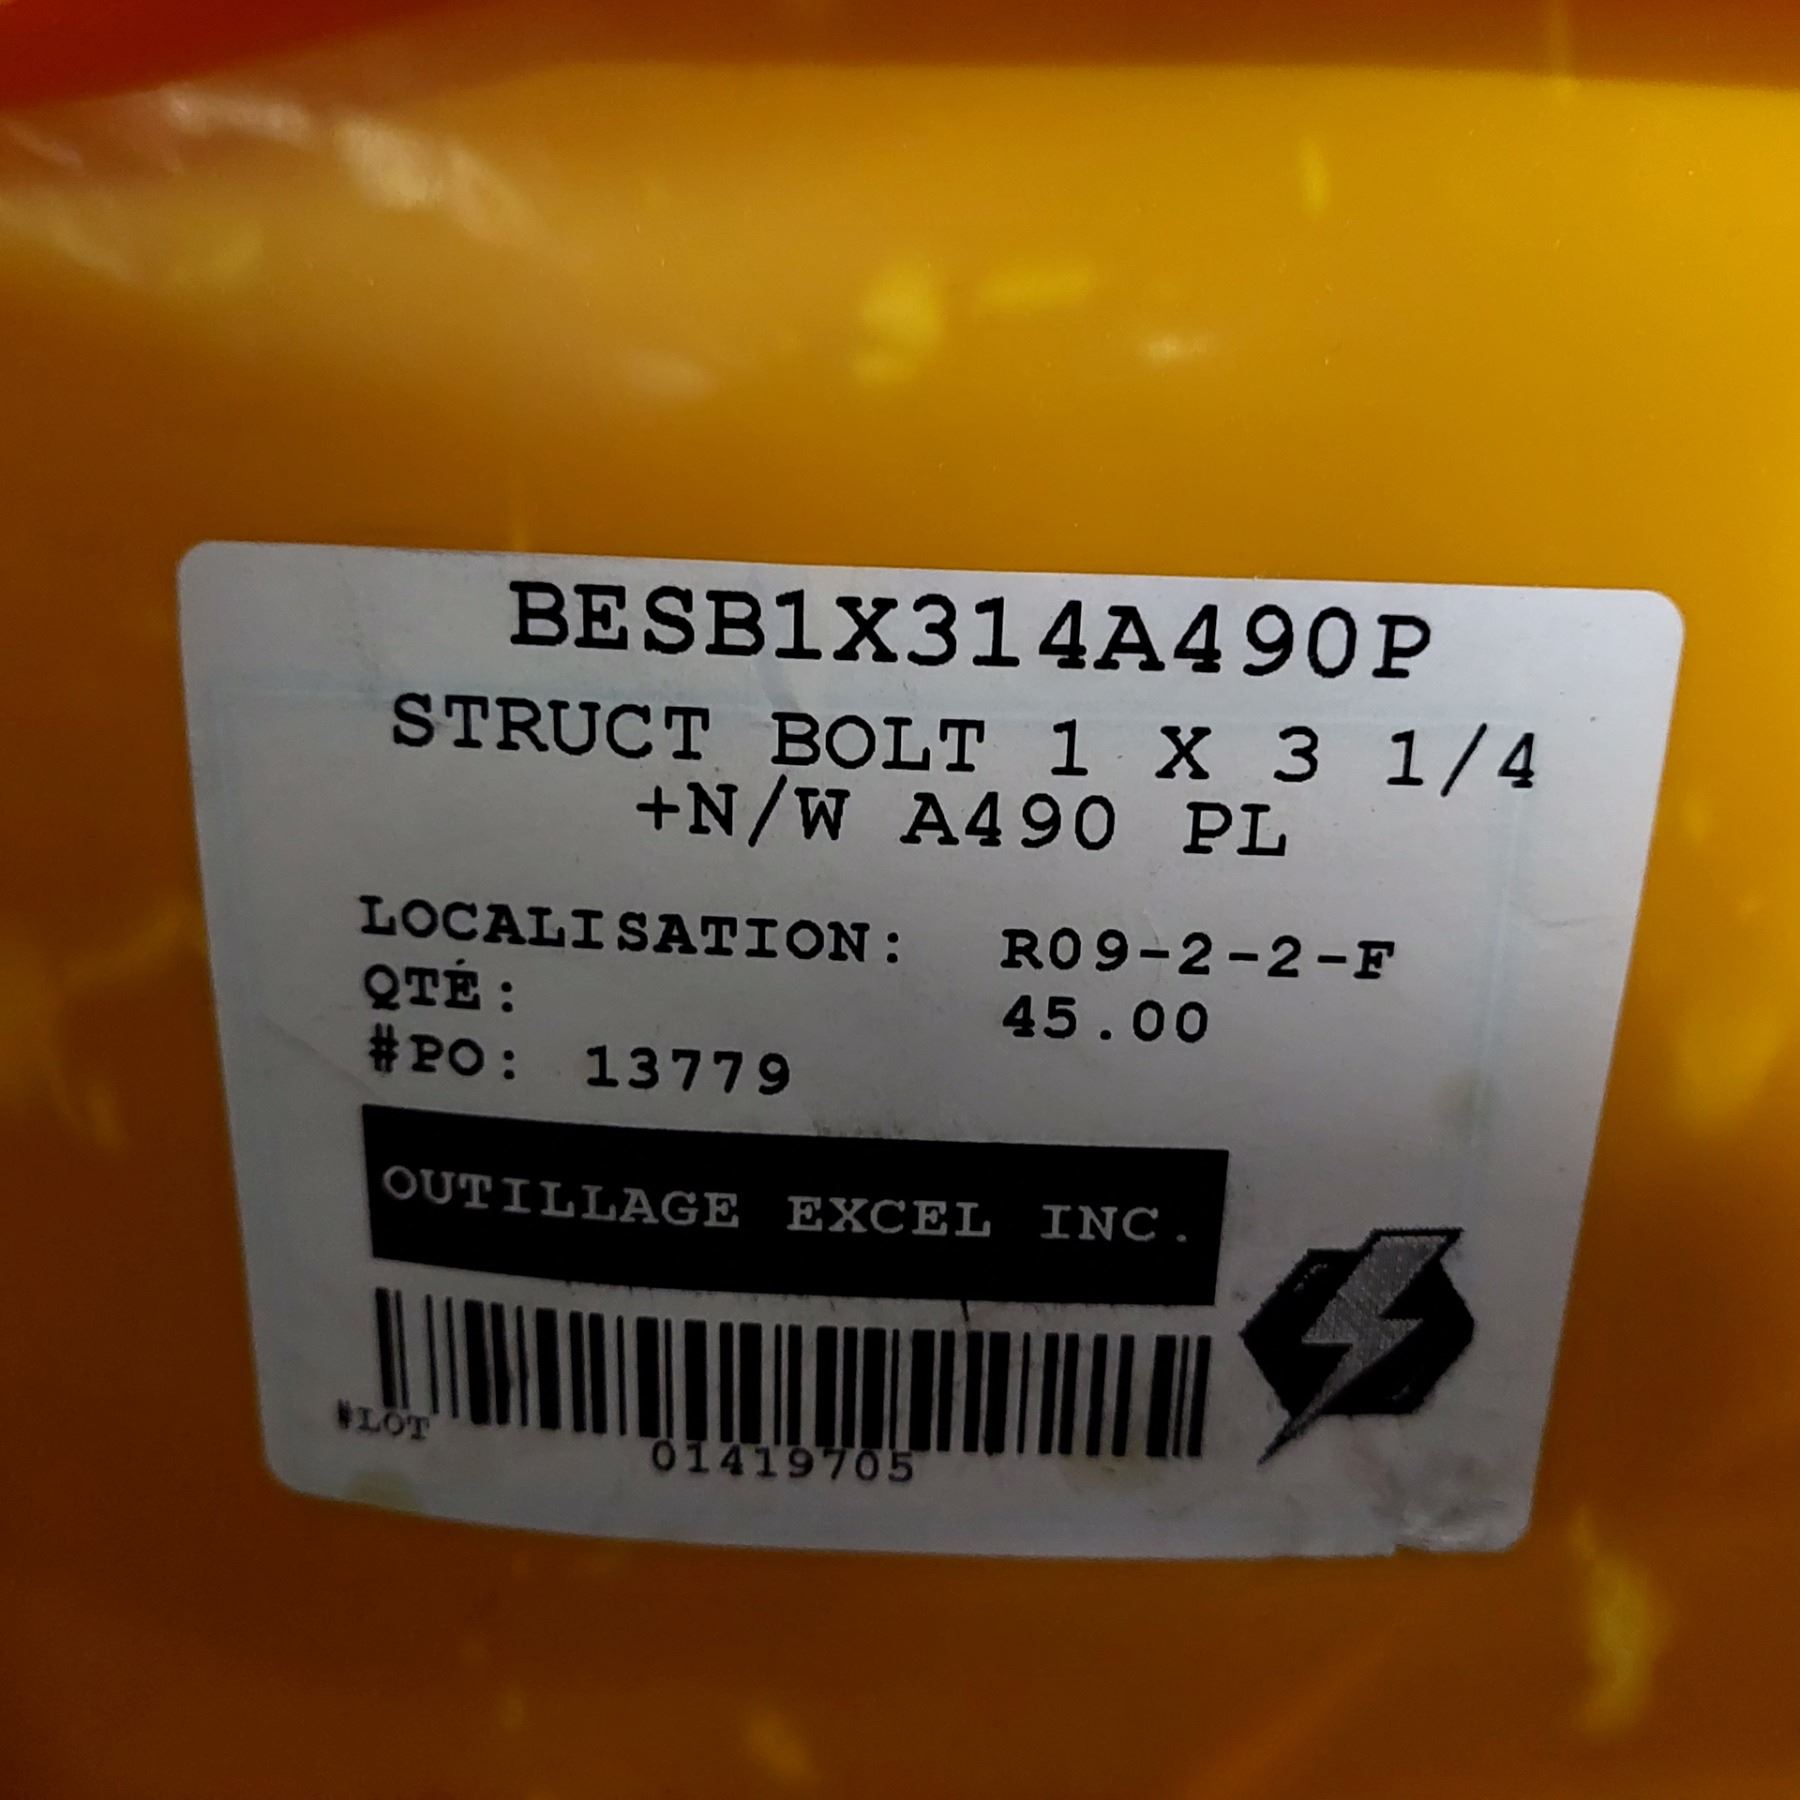 BESB1X314A490P
STRUCT BOLT 1 X 3 1/4
+N/W A490 PL
LOCALISATION: R09-2-2-F
QTÉ: 45.00
#PO: 13779
OUTILLAGE EXCEL INC.
#LOT
01419705